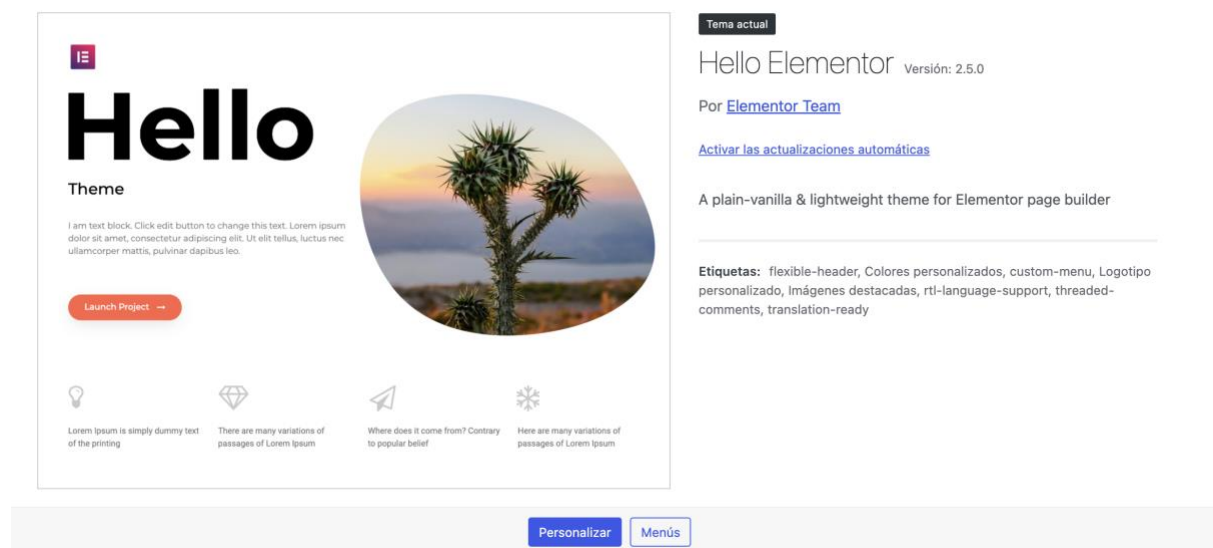 Hello
Theme
I am text block. Click edit button to change this text. Lorem ipsum
dolor sit amet, consectetur adipiscing elit. Ut elit tellus, luctus nec
ullamcorper mattis, pulvinar dapibus leo.
Launch Project →
Lorem Ipsum is simply dummy text
of the printing
There are many variations of
passages of Lorem Ipsum
Where does it come from? Contrary
to popular belief
Here are many variations of
passages of Lorem Ipsum
Tema actual
Hello Elementor Versión: 2.5.0
Por Elementor Team
Activar las actualizaciones automáticas
A plain-vanilla & lightweight theme for Elementor page builder
Etiquetas: flexible-header, Colores personalizados, custom-menu, Logotipo
personalizado, Imágenes destacadas, rtl-language-support, threaded-
comments, translation-ready
Personalizar
Menús